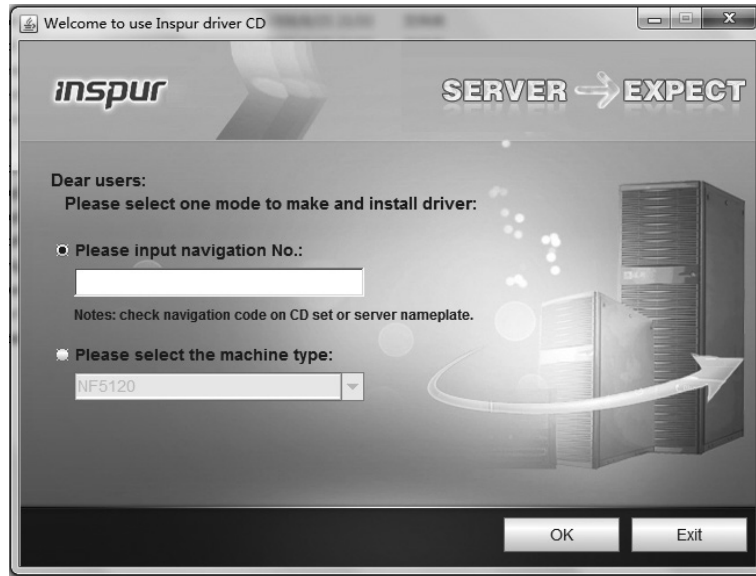 Welcome to use Inspur driver CD
inspur
SERVER EXPECT
Dear users:
Please select one mode to make and install driver:
Please input navigation No.:
Notes: check navigation code on CD set or server nameplate.
Please select the machine type:
NF5120
OK
Exit